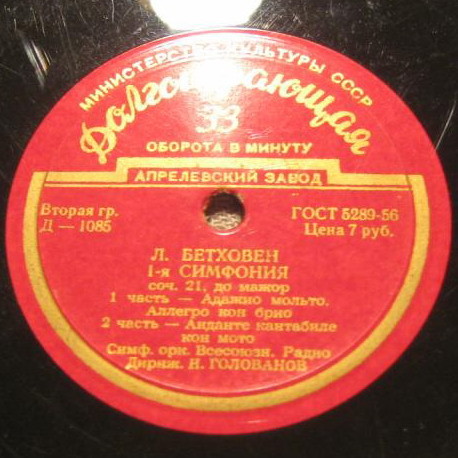 МИНИСТЕРСТВО КУЛЬТУРЫ СССР
Долгоиграющая
33
ОБОРОТА В МИНУТУ
АПРЕЛЕВСКИЙ ЗАВОД
Вторая гр.
Д — 1085
ГОСТ 5289-56
Цена 7 руб.
Л. БЕТХОВЕН
1-я СИМФОНИЯ
соч. 21, до мажор
1 часть — Адажио мольто.
Аллегро кон брио
2 часть — Анданте кантабиле
кон мото
Симф. орк. Всесоюзн. Радио
Дириж. Н. ГОЛОВАНОВ